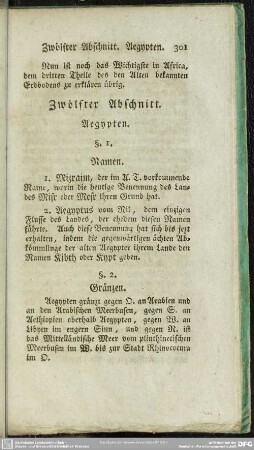 Zwölfter Abschnitt. Aegypten. 301
Nun ist noch das Wichtigste in Africa,
dem dritten Theile des den Alten bekannten
Erdbodens zu erklären übrig.
Zwölfter Abschnitt.
Aegypten.
§. 1.
Namen.
1. Mizraim, der im A. T. vorkommende
Name, worin die heutige Benennung des Lan-
des Misr oder Mesr ihren Grund hat.
2. Aegyptus vom Nil, dem einzigen
Flusse des Landes, der ehedem diesen Namen
führte. Auch diese Benennung hat sich bis jezt
erhalten, indem die gegenwärtigen ächten Ab-
kömmlinge der alten Aegyptier ihrem Lande den
Namen Kibth oder Kypt geben.
§. 2.
Gränzen.
Aegypten gränzt gegen O. an Arabien und
an den Arabischen Meerbusen, gegen S. an
Aethiopien oberhalb Aegypten, gegen W. an
Libyen im engern Sinn, und gegen N. ist
das Mittelländische Meer vom plinthinetischen
Meerbusen im W. bis zur Stadt Rhinocorura
im O.